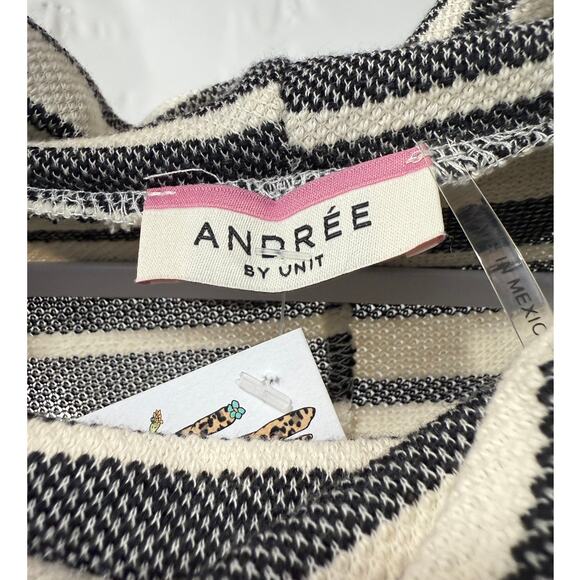 ANDRÉE
BY UNIT
IN MEXIC